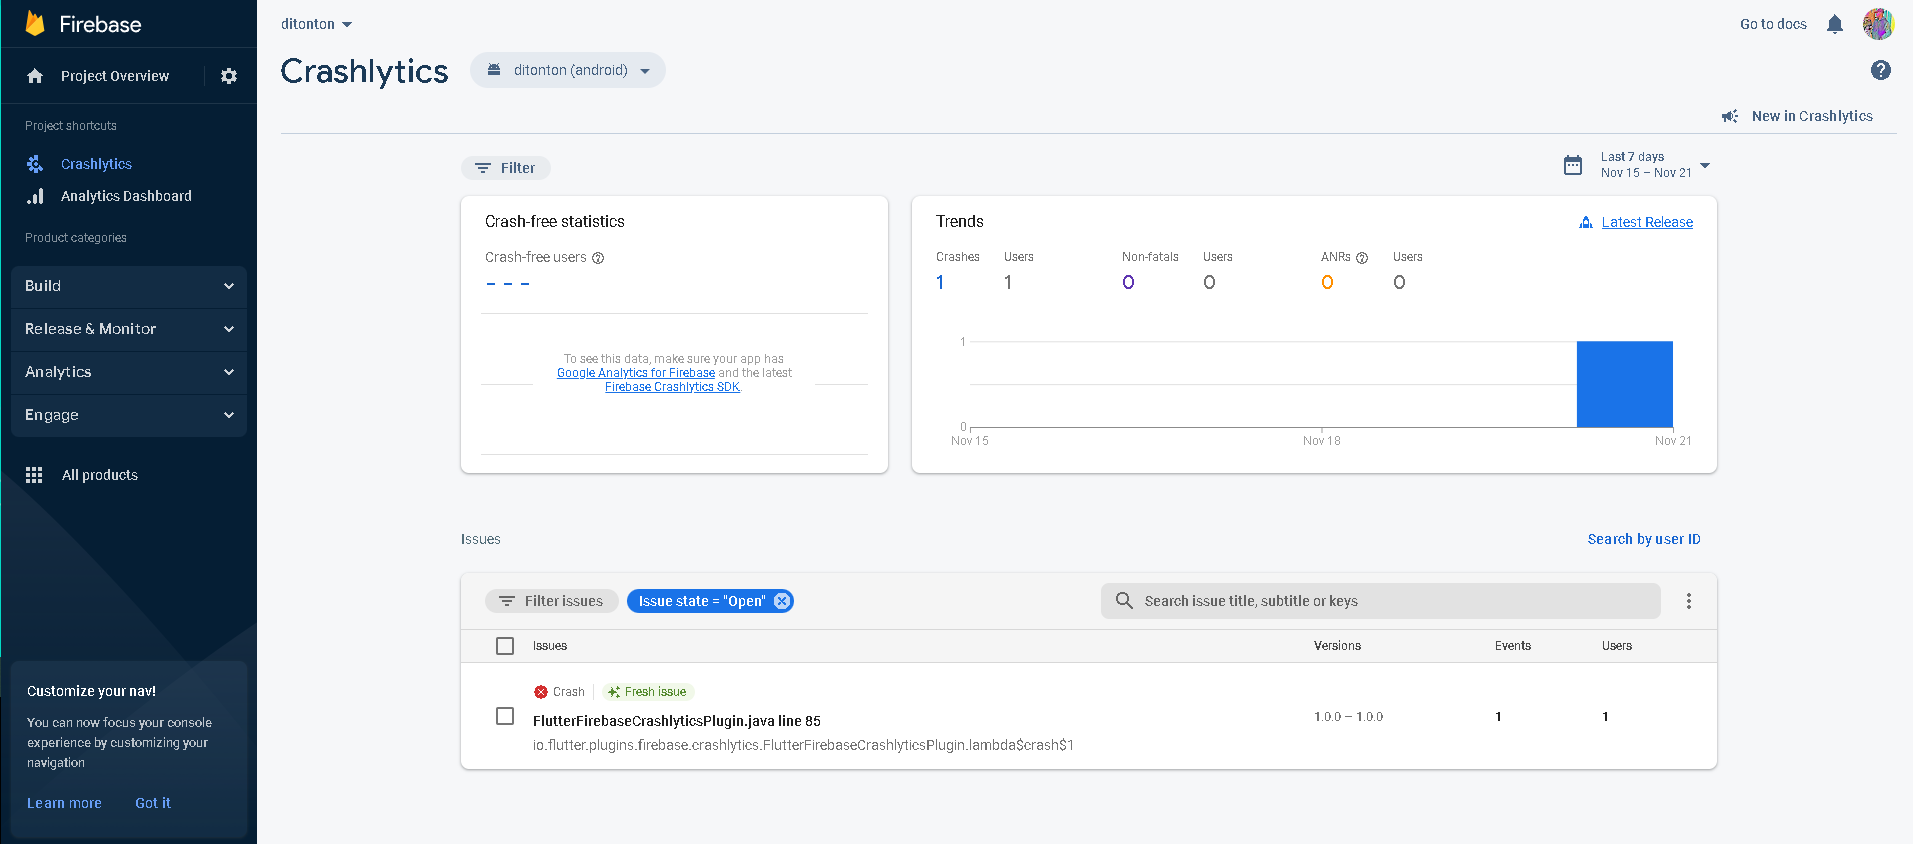 Firebase
Project Overview
Project shortcuts
Crashlytics
Analytics Dashboard
Product categories
Build
Release & Monitor
Analytics
Engage
All products
Customize your nav!
You can now focus your console
experience by customizing your
navigation
Learn more Got it
ditonton
Go to docs
Crashlytics
ditonton (android)
New in Crashlytics
Filter
Last 7 days
Nov 15 – Nov 21
Crash-free statistics
Crash-free users
---
To see this data, make sure your app has
Google Analytics for Firebase and the latest
Firebase Crashlytics SDK.
Trends
Latest Release
Crashes Users Non-fatals Users ANRs Users
1 1 0 0 0 0
1
0
Nov 15 Nov 18 Nov 21
Issues
Search by user ID
Filter issues
Issue state = "Open"
Search issue title, subtitle or keys
Issues Versions Events Users
Crash Fresh issue
FlutterFirebaseCrashlyticsPlugin.java line 85
1.0.0 – 1.0.0 1 1
io.flutter.plugins.firebase.crashlytics.FlutterFirebaseCrashlyticsPlugin.lambda$crash$1